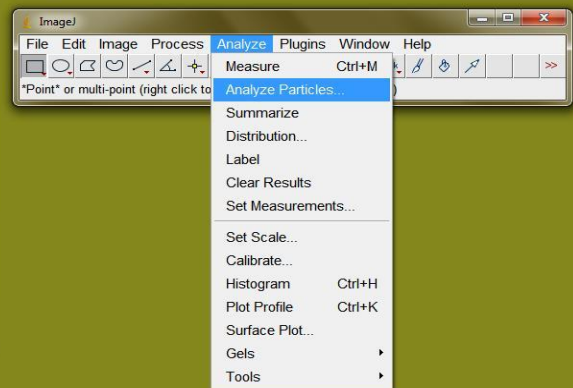 ImageJ
File Edit Image Process Analyze Plugins Window Help
>>
*Point* or multi-point (right click to
)
Measure Ctrl+M
Analyze Particles...
Summarize
Distribution...
Label
Clear Results
Set Measurements...
Set Scale...
Calibrate...
Histogram Ctrl+H
Plot Profile Ctrl+K
Surface Plot...
Gels
Tools